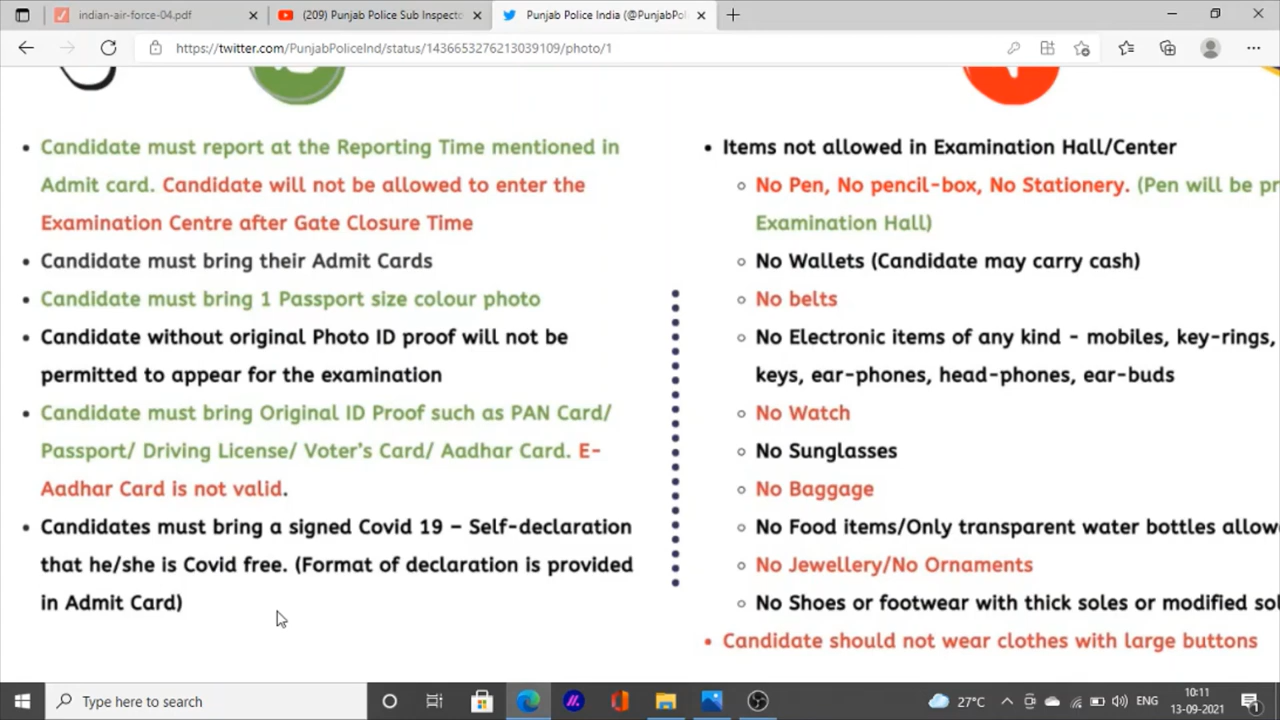 indian-air-force-04.pdf
(209) Punjab Police Sub Inspecto
Punjab Police India (@PunjabPol
https://twitter.com/PunjabPoliceInd/status/1436653276213039109/photo/1
• Candidate must report at the Reporting Time mentioned in
Admit card. Candidate will not be allowed to enter the
Examination Centre after Gate Closure Time
• Candidate must bring their Admit Cards
• Candidate must bring 1 Passport size colour photo
• Candidate without original Photo ID proof will not be
permitted to appear for the examination
• Candidate must bring Original ID Proof such as PAN Card/
Passport/ Driving License/ Voter's Card/ Aadhar Card. E-
Aadhar Card is not valid.
• Candidates must bring a signed Covid 19 – Self-declaration
that he/she is Covid free. (Format of declaration is provided
in Admit Card)
• Items not allowed in Examination Hall/Center
No Pen, No pencil-box, No Stationery. (Pen will be pr
Examination Hall)
No Wallets (Candidate may carry cash)
No belts
No Electronic items of any kind - mobiles, key-rings,
keys, ear-phones, head-phones, ear-buds
No Watch
No Sunglasses
No Baggage
No Food items/Only transparent water bottles allow
No Jewellery/No Ornaments
No Shoes or footwear with thick soles or modified sol
• Candidate should not wear clothes with large buttons
Type here to search
27°C
ENG
10:11
13-09-2021
1